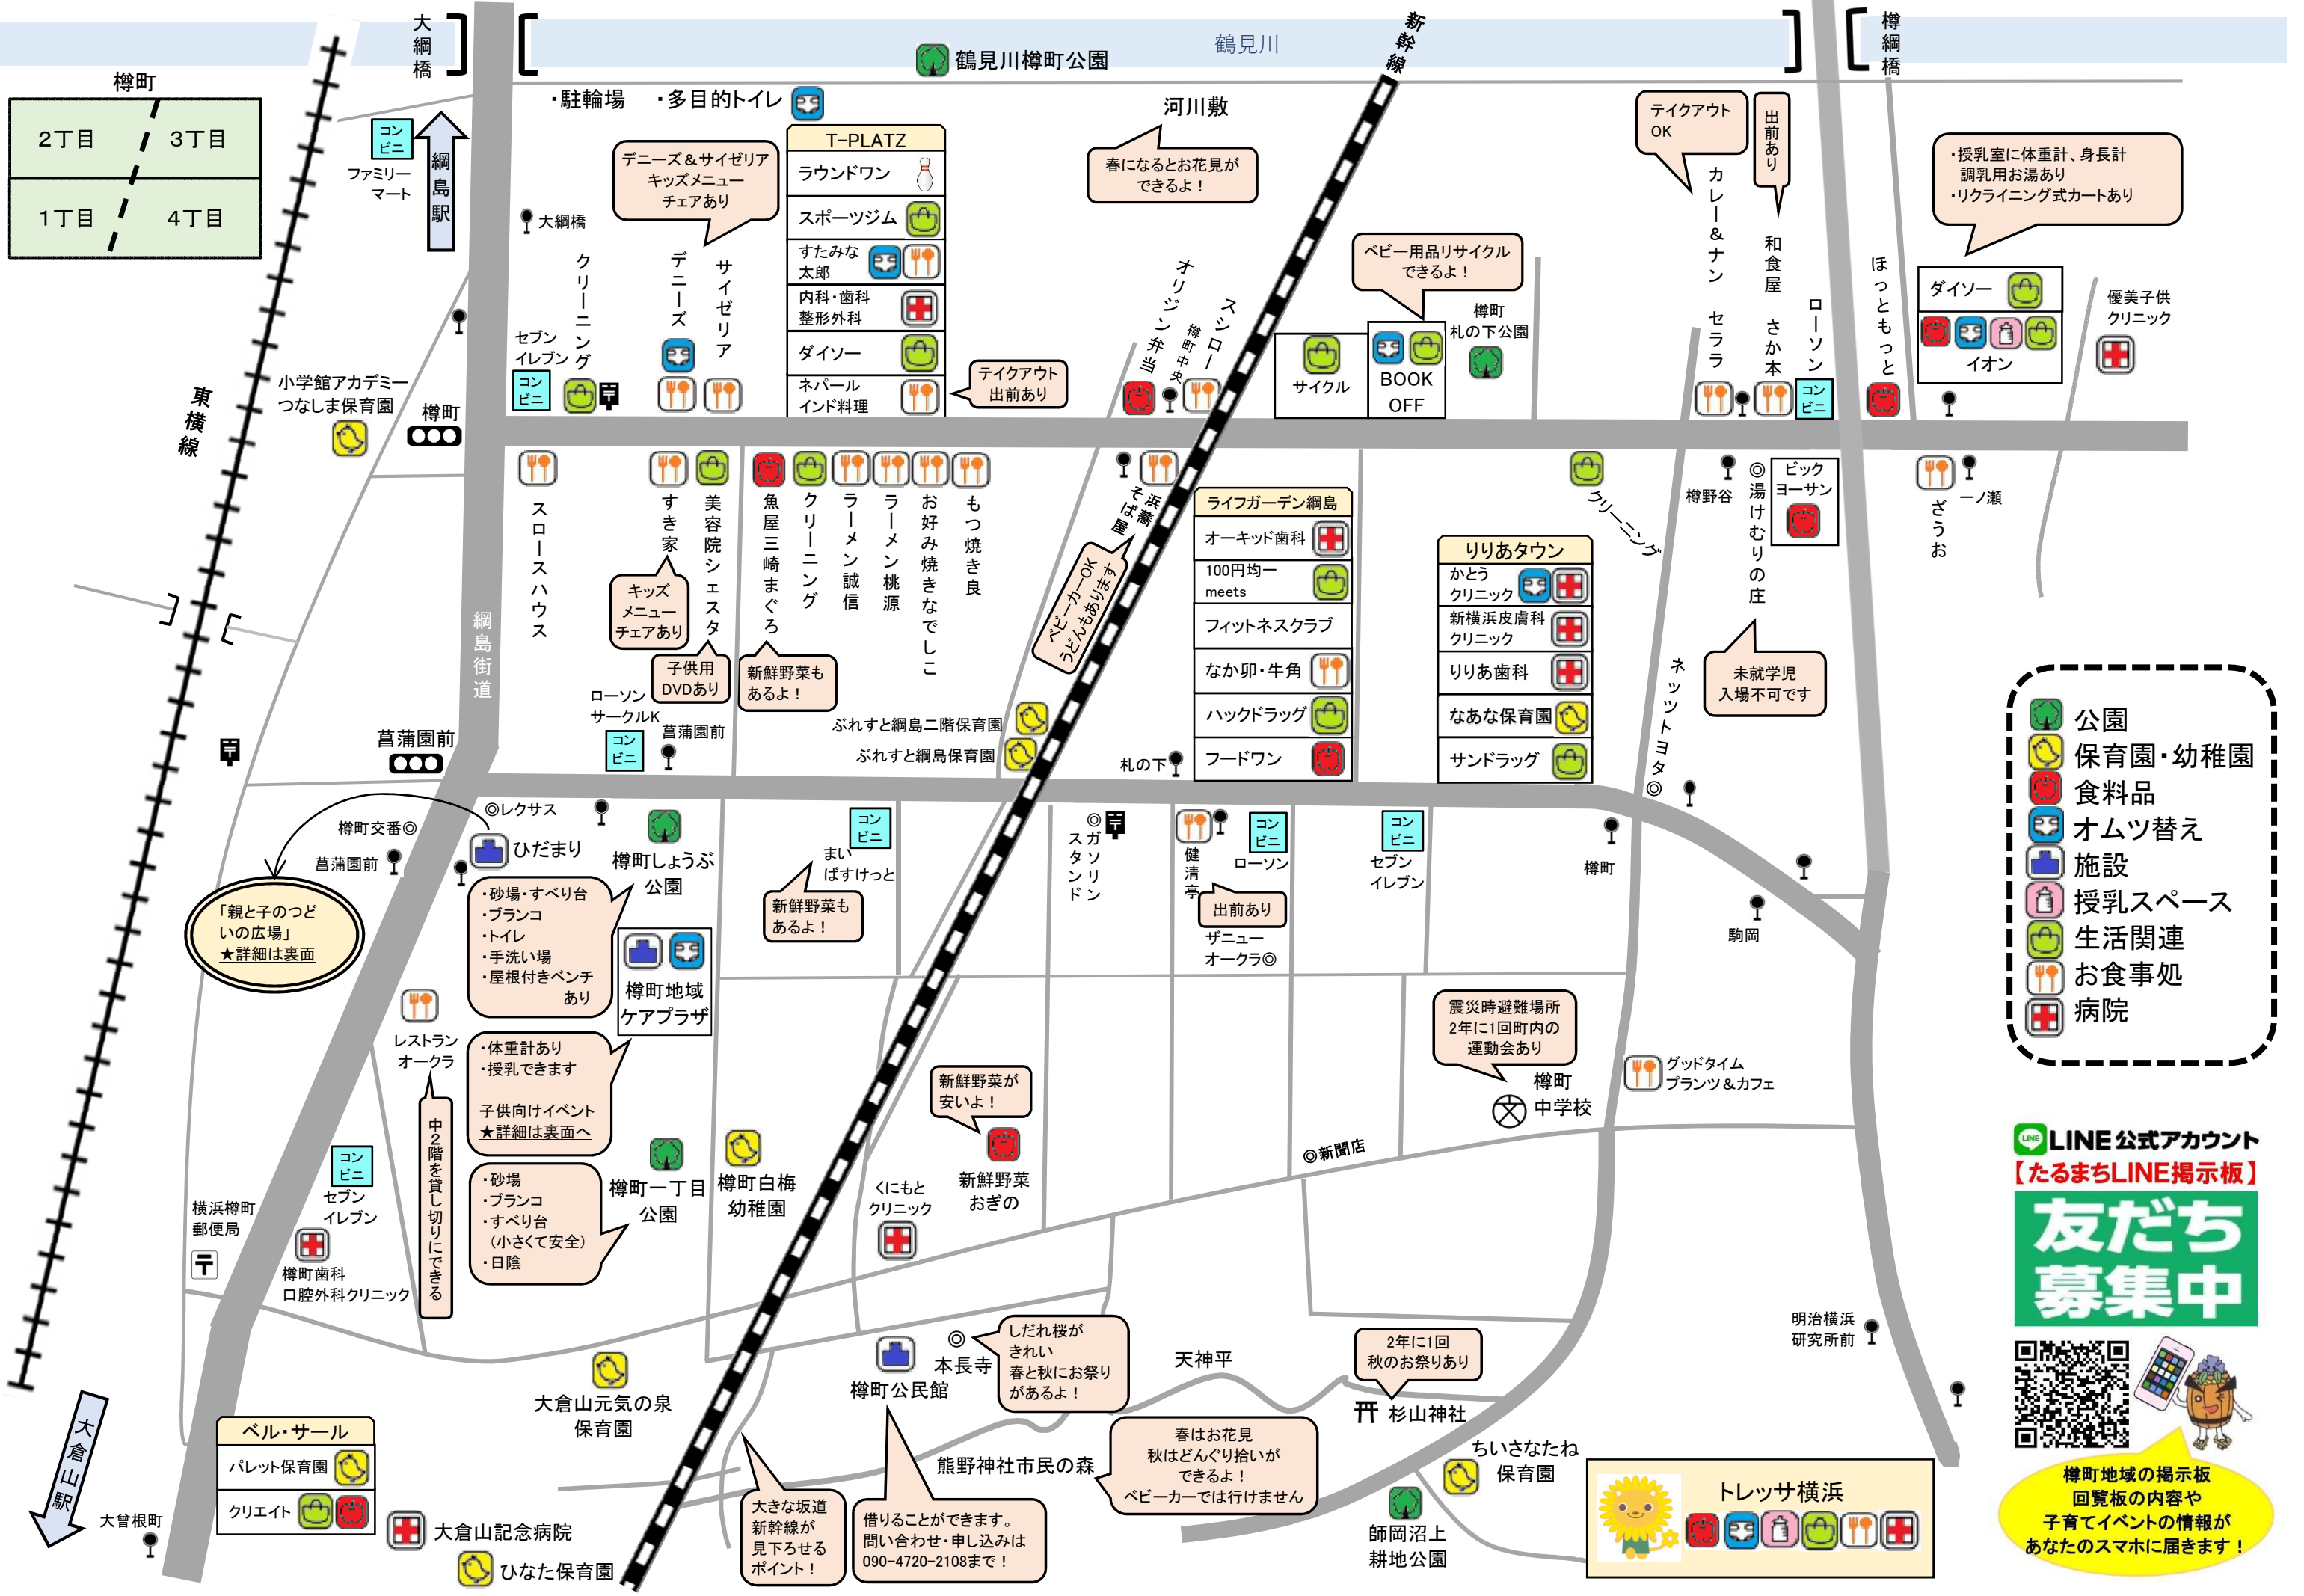 大綱橋
鶴見川
新幹線
樽綱橋
鶴見川樽町公園
樽町
2丁目
3丁目
1丁目
4丁目
・駐輪場
・多目的トイレ
河川敷
春になるとお花見が
できるよ！
コン
ビニ
ファミリー
マート
綱島駅
大綱橋
東横線
デニーズ＆サイゼリア
キッズメニュー
チェアあり
T-PLATZ
ラウンドワン
スポーツジム
すたみな
太郎
内科・歯科
整形外科
ダイソー
ネパール
インド料理
テイクアウト
出前あり
クリーニング
セブン
イレブン
コン
ビニ
デニーズ
サイゼリア
オリジン弁当
樽町中央
スシロー
ベビー用品リサイクル
できるよ！
サイクル
BOOK
OFF
樽町
札の下公園
テイクアウト
OK
出前あり
カレー＆ナン セララ
和食屋 さか本
ローソン
コン
ビニ
ほっともっと
・授乳室に体重計、身長計
調乳用お湯あり
・リクライニング式カートあり
ダイソー
イオン
優美子供
クリニック
小学館アカデミー
つなしま保育園
樽町
綱島街道
スロースハウス
すき家
キッズ
メニュー
チェアあり
美容院シェスタ
子供用
DVDあり
魚屋三崎まぐろ
新鮮野菜も
あるよ！
クリーニング
ラーメン誠信
ラーメン桃源
お好み焼きなでしこ
もつ焼き良
浜蕎
そば屋
ベビーカーOK
うどんもあります
ライフガーデン綱島
オーキッド歯科
100円均一
meets
フィットネスクラブ
なか卯・牛角
ハックドラッグ
フードワン
りりあタウン
かとう
クリニック
新横浜皮膚科
クリニック
りりあ歯科
なあな保育園
サンドラッグ
クリーニング
樽野谷
◎湯けむりの庄
ビック
ヨーサン
未就学児
入場不可です
ざうお
一ノ瀬
ネッツトヨタ◎
ローソン
サークルK
コン
ビニ
菖蒲園前
ぶれすと綱島二階保育園
ぶれすと綱島保育園
札の下
菖蒲園前
◎レクサス
樽町交番◎
菖蒲園前
ひだまり
「親と子のつど
いの広場」
★詳細は裏面
樽町しょうぶ
公園
・砂場・すべり台
・ブランコ
・トイレ
・手洗い場
・屋根付きベンチ
あり
樽町地域
ケアプラザ
・体重計あり
・授乳できます
子供向けイベント
★詳細は裏面へ
コン
ビニ
まい
ばすけっと
新鮮野菜も
あるよ！
◎ガソリン
スタンド
健清亭
出前あり
コン
ビニ
ローソン
ザニュー
オークラ◎
コン
ビニ
セブン
イレブン
樽町
駒岡
公園
保育園・幼稚園
食料品
オムツ替え
施設
授乳スペース
生活関連
お食事処
病院
レストラン
オークラ
中２階を貸し切りにできる
コン
ビニ
セブン
イレブン
横浜樽町
郵便局
樽町歯科
口腔外科クリニック
・砂場
・ブランコ
・すべり台
（小さくて安全）
・日陰
樽町一丁目
公園
樽町白梅
幼稚園
新鮮野菜が
安いよ！
新鮮野菜
おぎの
くにもと
クリニック
震災時避難場所
2年に1回町内の
運動会あり
樽町
中学校
グッドタイム
プランツ＆カフェ
◎新聞店
LINE
LINE公式アカウント
【たるまちLINE掲示板】
友だち
募集中
樽町地域の掲示板
回覧板の内容や
子育てイベントの情報が
あなたのスマホに届きます！
明治横浜
研究所前
大倉山駅
大曽根町
ベル・サール
パレット保育園
クリエイト
大倉山記念病院
ひなた保育園
大倉山元気の泉
保育園
樽町公民館
◎
本長寺
しだれ桜が
きれい
春と秋にお祭り
があるよ！
天神平
2年に1回
秋のお祭りあり
杉山神社
大きな坂道
新幹線が
見下ろせる
ポイント！
借りることができます。
問い合わせ・申し込みは
090-4720-2108まで！
熊野神社市民の森
春はお花見
秋はどんぐり拾いが
できるよ！
ベビーカーでは行けません
ちいさなたね
保育園
師岡沼上
耕地公園
トレッサ横浜